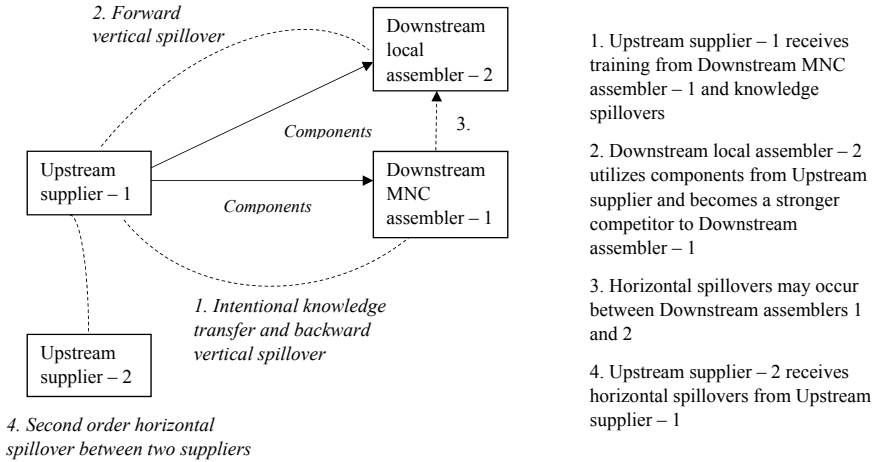 2. Forward
vertical spillover
Downstream
local
assembler – 2
Components
3.
Upstream
supplier – 1
Downstream
MNC
assembler – 1
Components
1. Intentional knowledge
transfer and backward
vertical spillover
Upstream
supplier – 2
4. Second order horizontal
spillover between two suppliers
1. Upstream supplier – 1 receives
training from Downstream MNC
assembler – 1 and knowledge
spillovers
2. Downstream local assembler – 2
utilizes components from Upstream
supplier and becomes a stronger
competitor to Downstream
assembler – 1
3. Horizontal spillovers may occur
between Downstream assemblers 1
and 2
4. Upstream supplier – 2 receives
horizontal spillovers from Upstream
supplier – 1